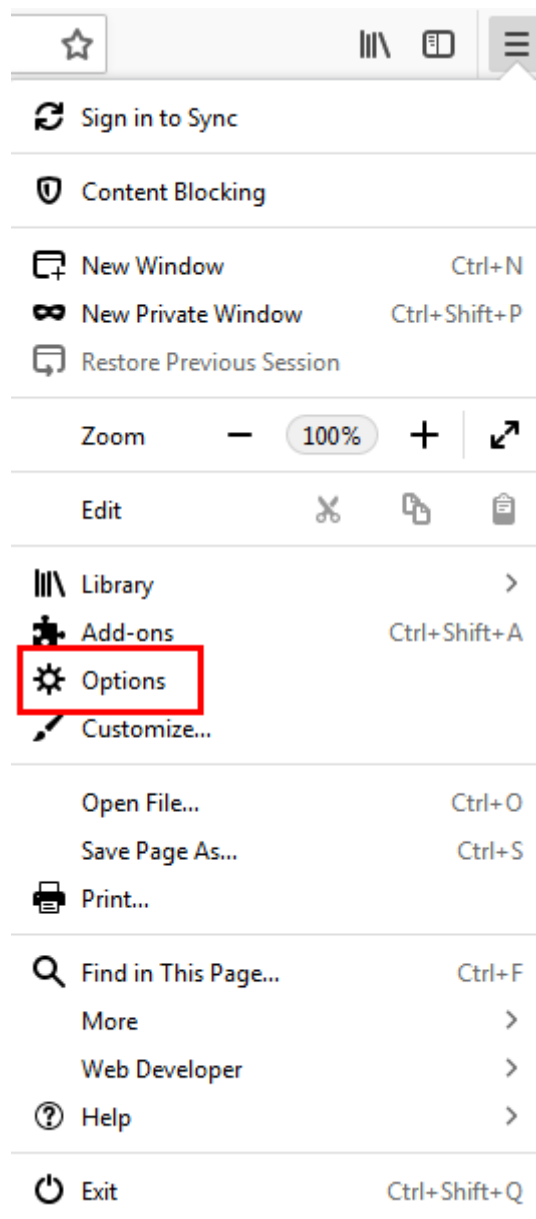 Sign in to Sync
Content Blocking
New Window Ctrl+N
New Private Window Ctrl+Shift+P
Restore Previous Session
Zoom 100%
Edit
Library
Add-ons Ctrl+Shift+A
Options
Customize...
Open File... Ctrl+O
Save Page As... Ctrl+S
Print...
Find in This Page... Ctrl+F
More
Web Developer
Help
Exit Ctrl+Shift+Q